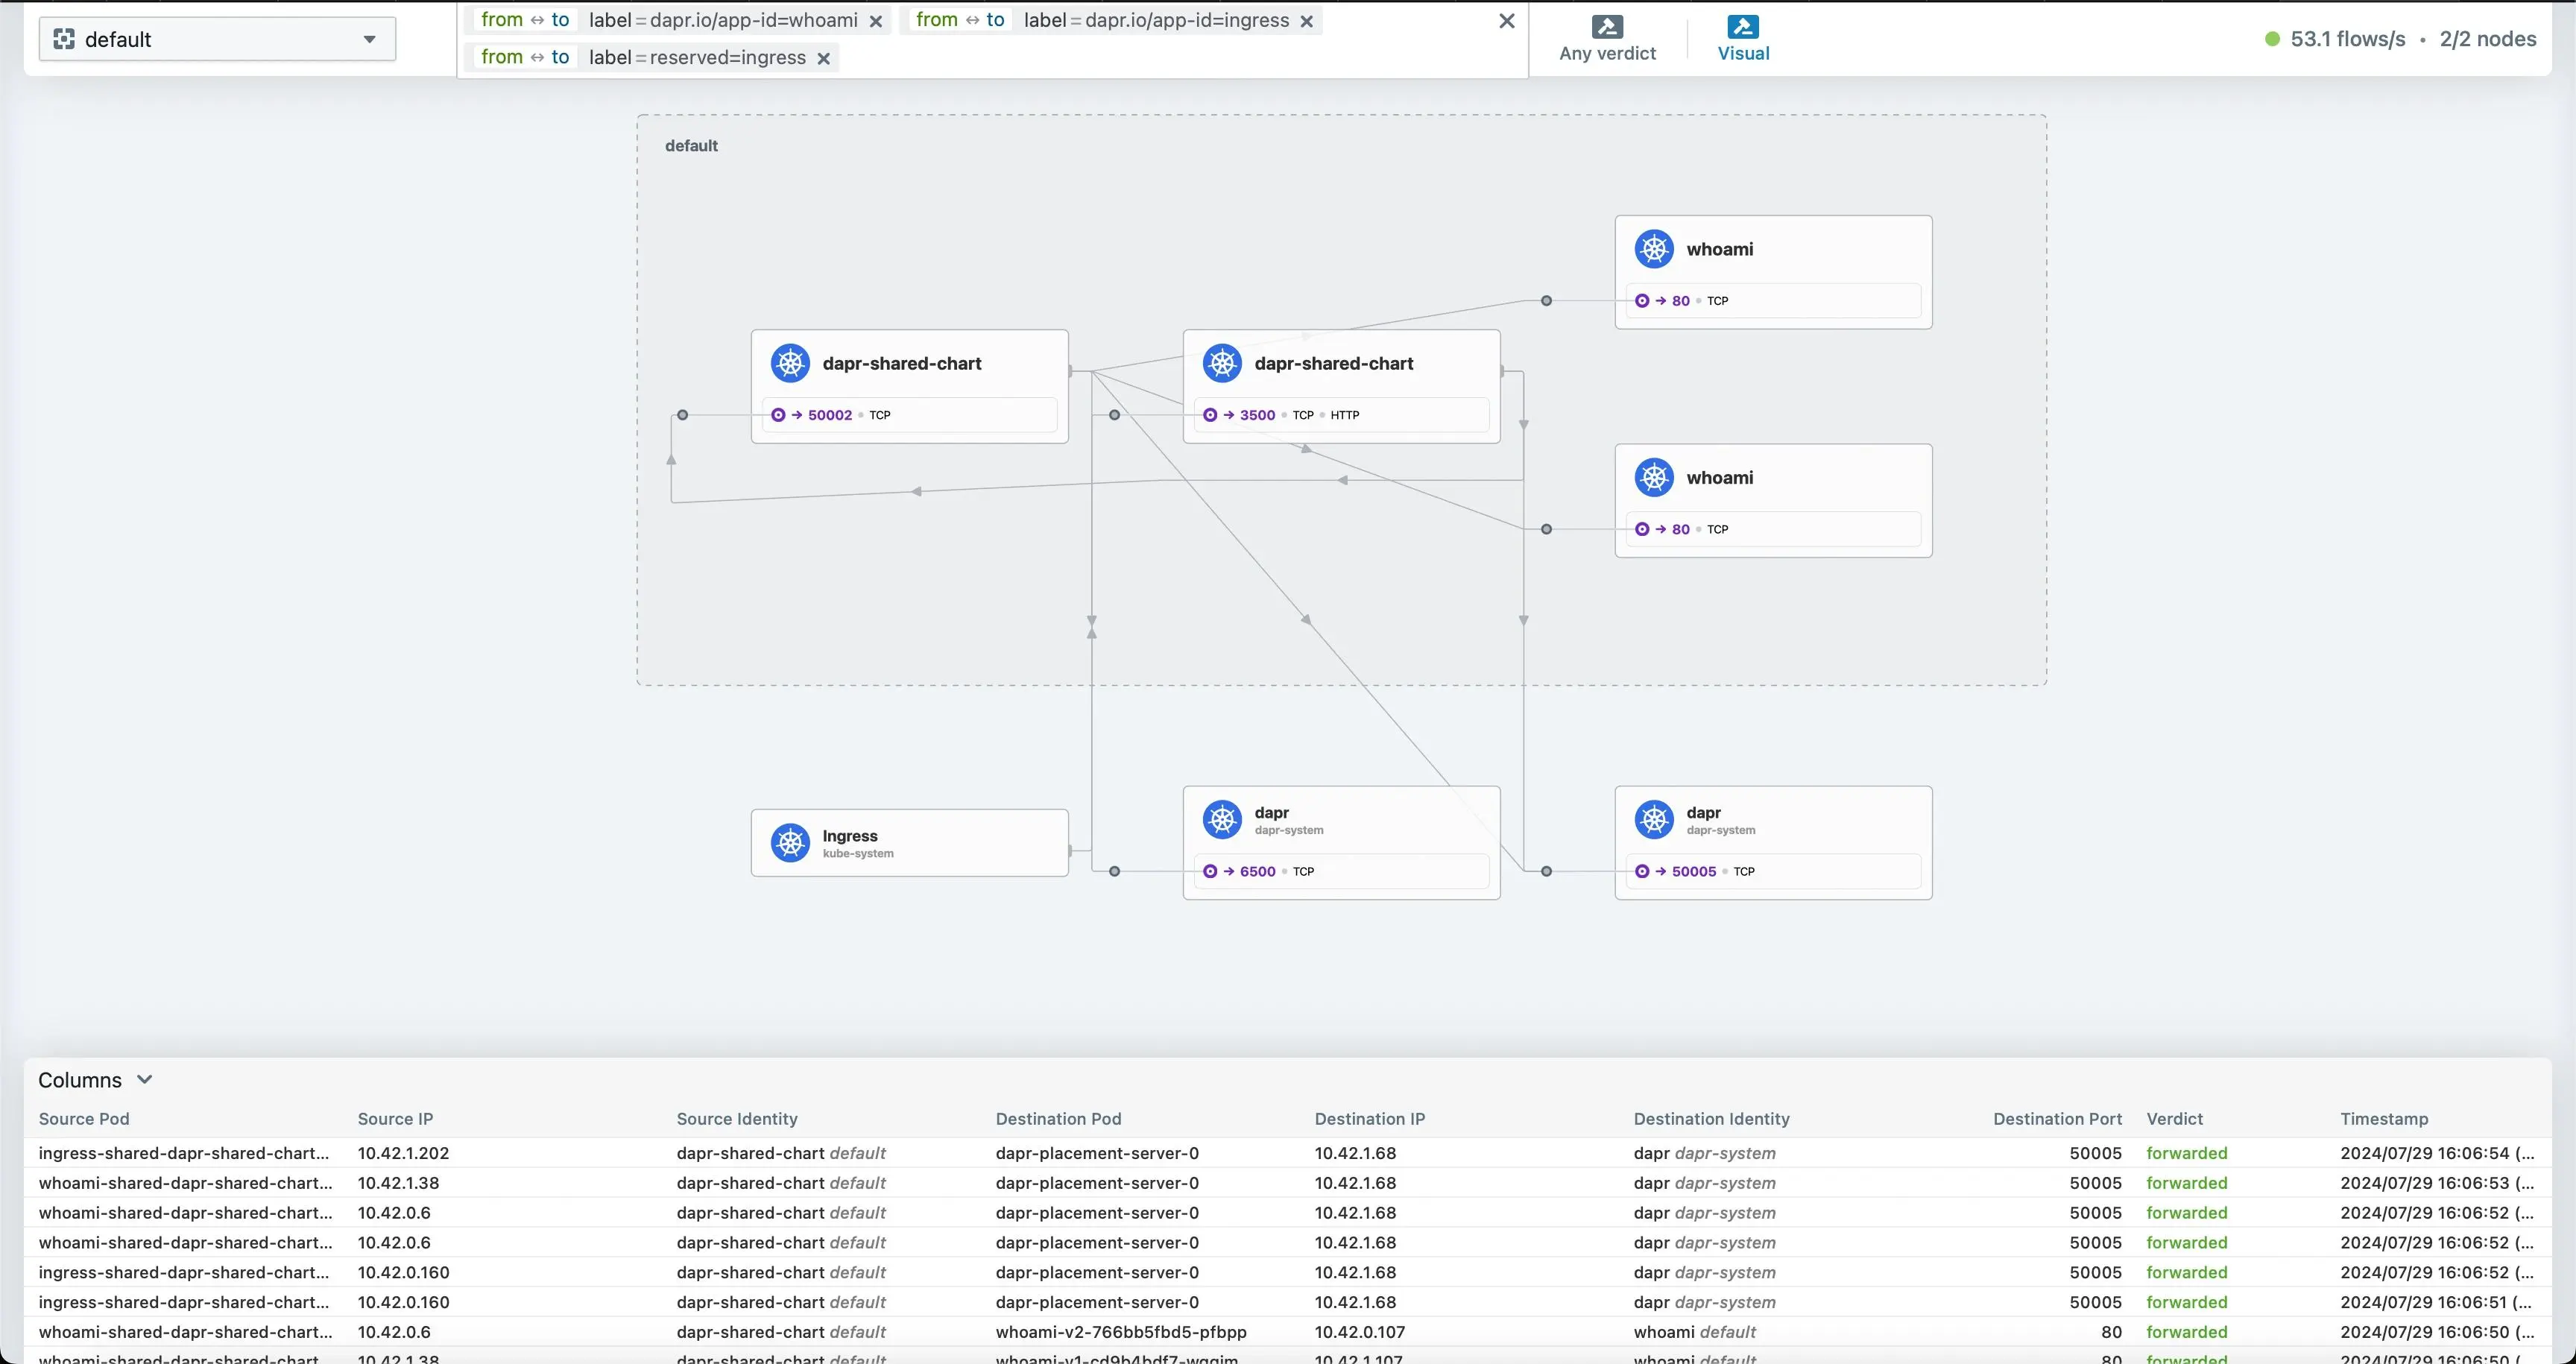 default
from ↔ to label=dapr.io/app-id=whoami ×
from ↔ to label=dapr.io/app-id=ingress ×
from ↔ to label=reserved=ingress ×
Any verdict
Visual
53.1 flows/s • 2/2 nodes
default
whoami
→ 80 • TCP
dapr-shared-chart
→ 50002 • TCP
dapr-shared-chart
→ 3500 • TCP • HTTP
whoami
→ 80 • TCP
Ingress
kube-system
dapr
dapr-system
→ 6500 • TCP
dapr
dapr-system
→ 50005 • TCP
Columns
Source Pod Source IP Source Identity Destination Pod Destination IP Destination Identity Destination Port Verdict Timestamp
ingress-shared-dapr-shared-chart... 10.42.1.202 dapr-shared-chart default dapr-placement-server-0 10.42.1.68 dapr dapr-system 50005 forwarded 2024/07/29 16:06:54 (...
whoami-shared-dapr-shared-chart... 10.42.1.38 dapr-shared-chart default dapr-placement-server-0 10.42.1.68 dapr dapr-system 50005 forwarded 2024/07/29 16:06:53 (...
whoami-shared-dapr-shared-chart... 10.42.0.6 dapr-shared-chart default dapr-placement-server-0 10.42.1.68 dapr dapr-system 50005 forwarded 2024/07/29 16:06:52 (...
whoami-shared-dapr-shared-chart... 10.42.0.6 dapr-shared-chart default dapr-placement-server-0 10.42.1.68 dapr dapr-system 50005 forwarded 2024/07/29 16:06:52 (...
ingress-shared-dapr-shared-chart... 10.42.0.160 dapr-shared-chart default dapr-placement-server-0 10.42.1.68 dapr dapr-system 50005 forwarded 2024/07/29 16:06:52 (...
ingress-shared-dapr-shared-chart... 10.42.0.160 dapr-shared-chart default dapr-placement-server-0 10.42.1.68 dapr dapr-system 50005 forwarded 2024/07/29 16:06:51 (...
whoami-shared-dapr-shared-chart... 10.42.0.6 dapr-shared-chart default whoami-v2-766bb5fbd5-pfbpp 10.42.0.107 whoami default 80 forwarded 2024/07/29 16:06:50 (...
whoami-shared-dapr-shared-chart... 10.42.1.38 dapr-shared-chart default 10.42.1.107 whoami default 80 forwarded 2024/07/29 16:06:50 (...